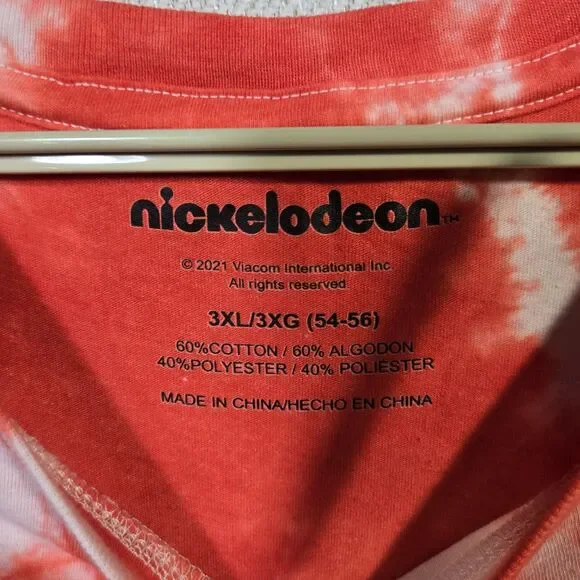 nickelodeon™
© 2021 Viacom International Inc.
All rights reserved
3XL/3XG (54-56)
60%COTTON / 60% ALGODON
40%POLYESTER / 40% POLIESTER
MADE IN CHINA/HECHO EN CHINA